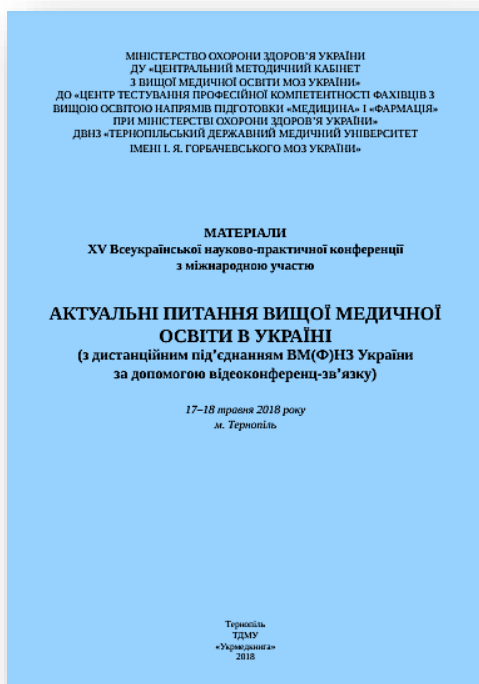 МІНІСТЕРСТВО ОХОРОНИ ЗДОРОВ’Я УКРАЇНИ
ДУ «ЦЕНТРАЛЬНИЙ МЕТОДИЧНИЙ КАБІНЕТ
З ВИЩОЇ МЕДИЧНОЇ ОСВІТИ МОЗ УКРАЇНИ»
ДО «ЦЕНТР ТЕСТУВАННЯ ПРОФЕСІЙНОЇ КОМПЕТЕНТНОСТІ ФАХІВЦІВ З
ВИЩОЮ ОСВІТОЮ НАПРЯМІВ ПІДГОТОВКИ «МЕДИЦИНА» І «ФАРМАЦІЯ»
ПРИ МІНІСТЕРСТВІ ОХОРОНИ ЗДОРОВ’Я УКРАЇНИ»
ДВНЗ «ТЕРНОПІЛЬСЬКИЙ ДЕРЖАВНИЙ МЕДИЧНИЙ УНІВЕРСИТЕТ
ІМЕНІ І. Я. ГОРБАЧЕВСЬКОГО МОЗ УКРАЇНИ»
МАТЕРІАЛИ
XV Всеукраїнської науково-практичної конференції
з міжнародною участю
АКТУАЛЬНІ ПИТАННЯ ВИЩОЇ МЕДИЧНОЇ
ОСВІТИ В УКРАЇНІ
(з дистанційним під’єднанням ВМ(Ф)НЗ України
за допомогою відеоконференц-зв’язку)
17–18 травня 2018 року
м. Тернопіль
Тернопіль
ТДМУ
«Укрмедкнига»
2018